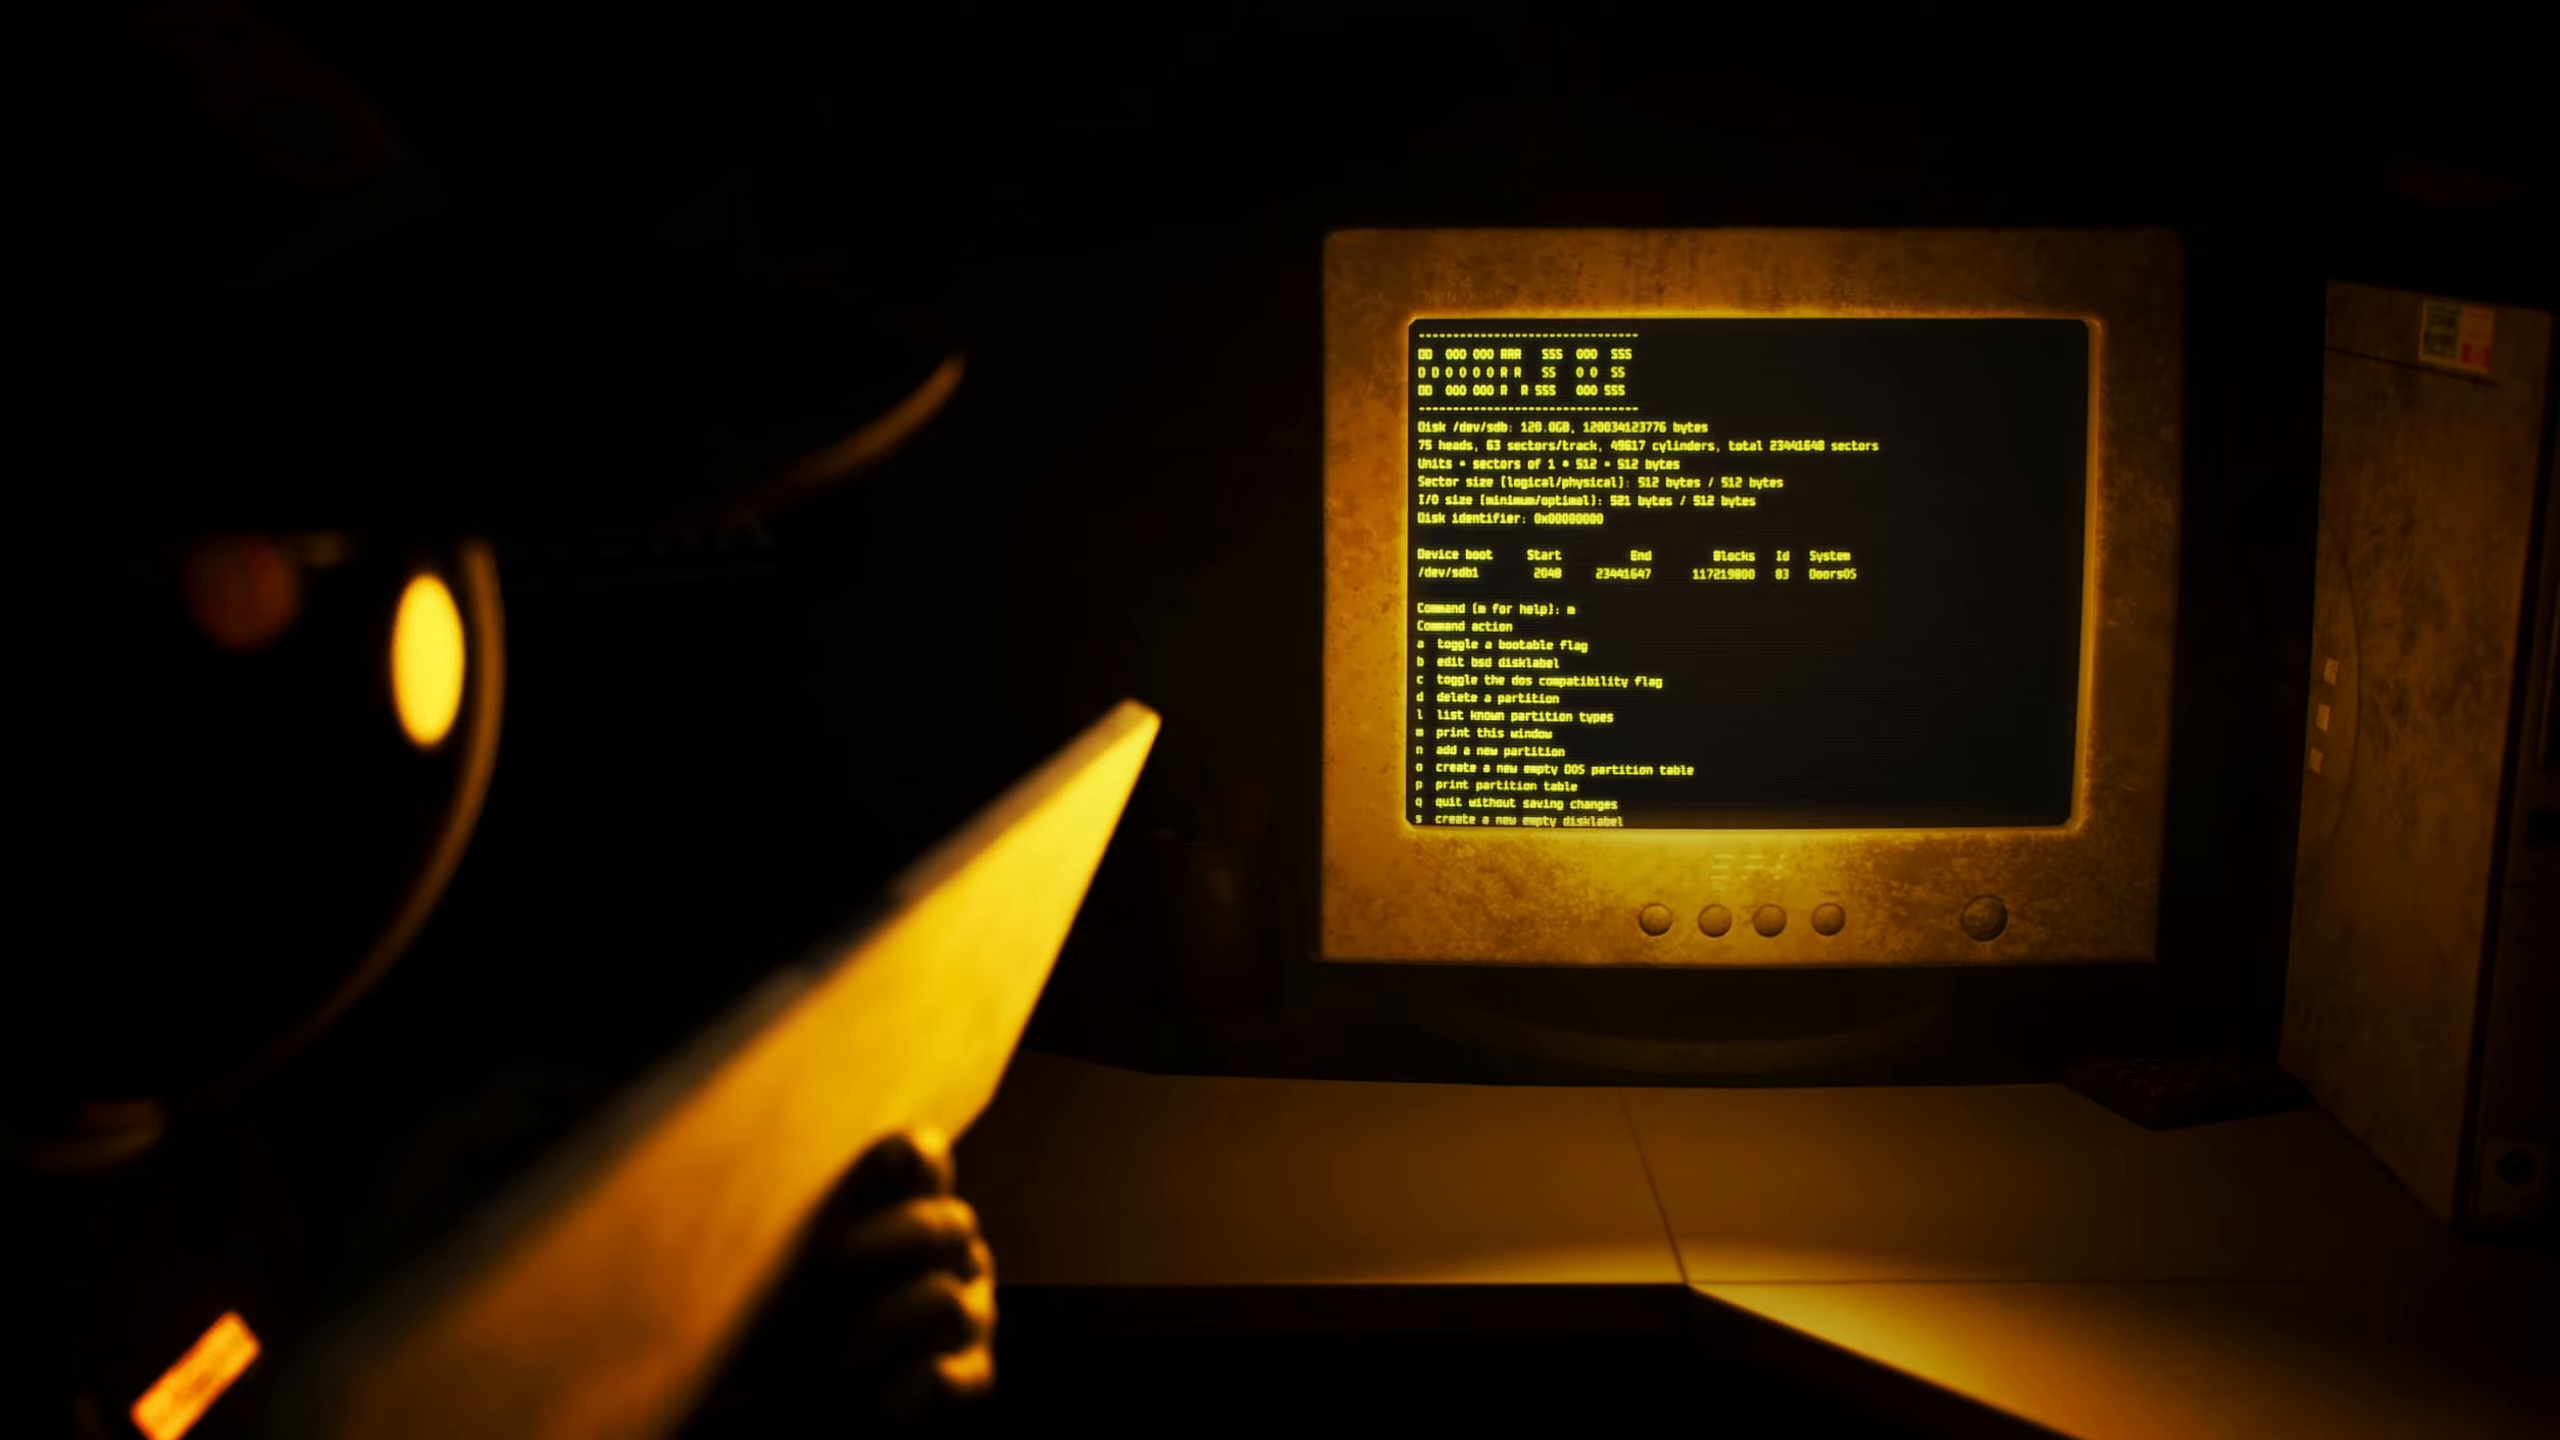 --------------------------------
DD  OOO OOO RRR   SSS  OOO  SSS
D D O O O O R R   SS   O O  SS
DD  OOO OOO R  R SSS   OOO SSS
--------------------------------
Disk /dev/sdb: 120.0GB, 120034123776 bytes
75 heads, 63 sectors/track, 49617 cylinders, total 23441648 sectors
Units = sectors of 1 * 512 = 512 bytes
Sector size (logical/physical): 512 bytes / 512 bytes
I/O size (minimum/optimal): 521 bytes / 512 bytes
Disk identifier: 0x00000000
Device boot Start End Blocks Id System
/dev/sdb1 2048 23441647 117219800 83 DoorsOS
Command (m for help): m
Command action
a toggle a bootable flag
b edit bsd disklabel
c toggle the dos compatibility flag
d delete a partition
l list known partition types
m print this window
n add a new partition
o create a new empty DOS partition table
p print partition table
q quit without saving changes
s create a new empty disklabel